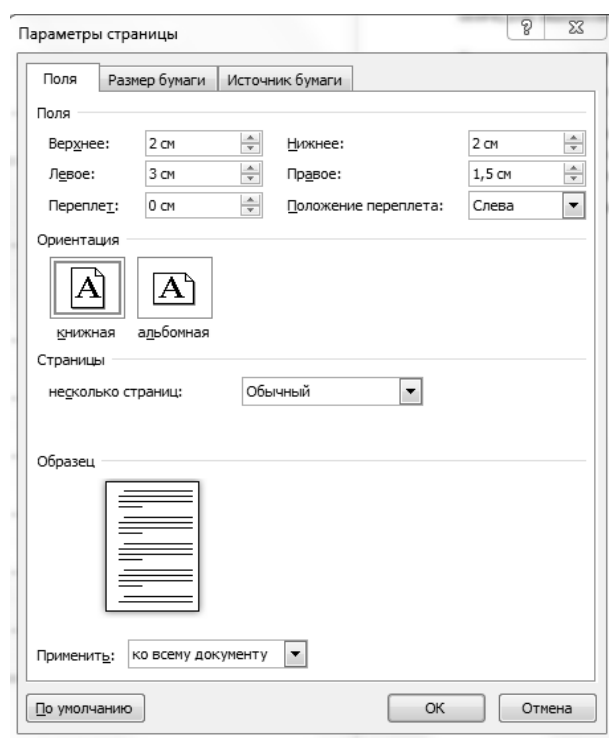 Параметры страницы
Поля Размер бумаги Источник бумаги
Поля
Верхнее: 2 см Нижнее: 2 см
Левое: 3 см Правое: 1,5 см
Переплет: 0 см Положение переплета: Слева
Ориентация
A A
книжная альбомная
Страницы
несколько страниц: Обычный
Образец
Применить: ко всему документу
По умолчанию ОК Отмена